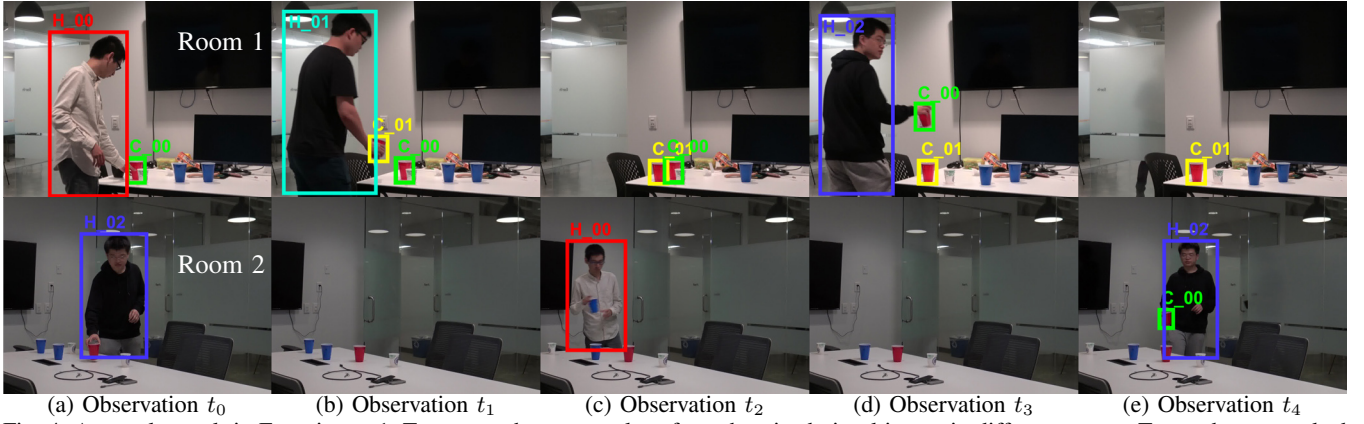 H_00
Room 1
C_00
H_01
C_01
C_00
C_01
H_02
C_00
C_01
C_01
H_02
Room 2
H_00
H_02
C_00
(a) Observation t0
(b) Observation t1
(c) Observation t2
(d) Observation t3
(e) Observation t4